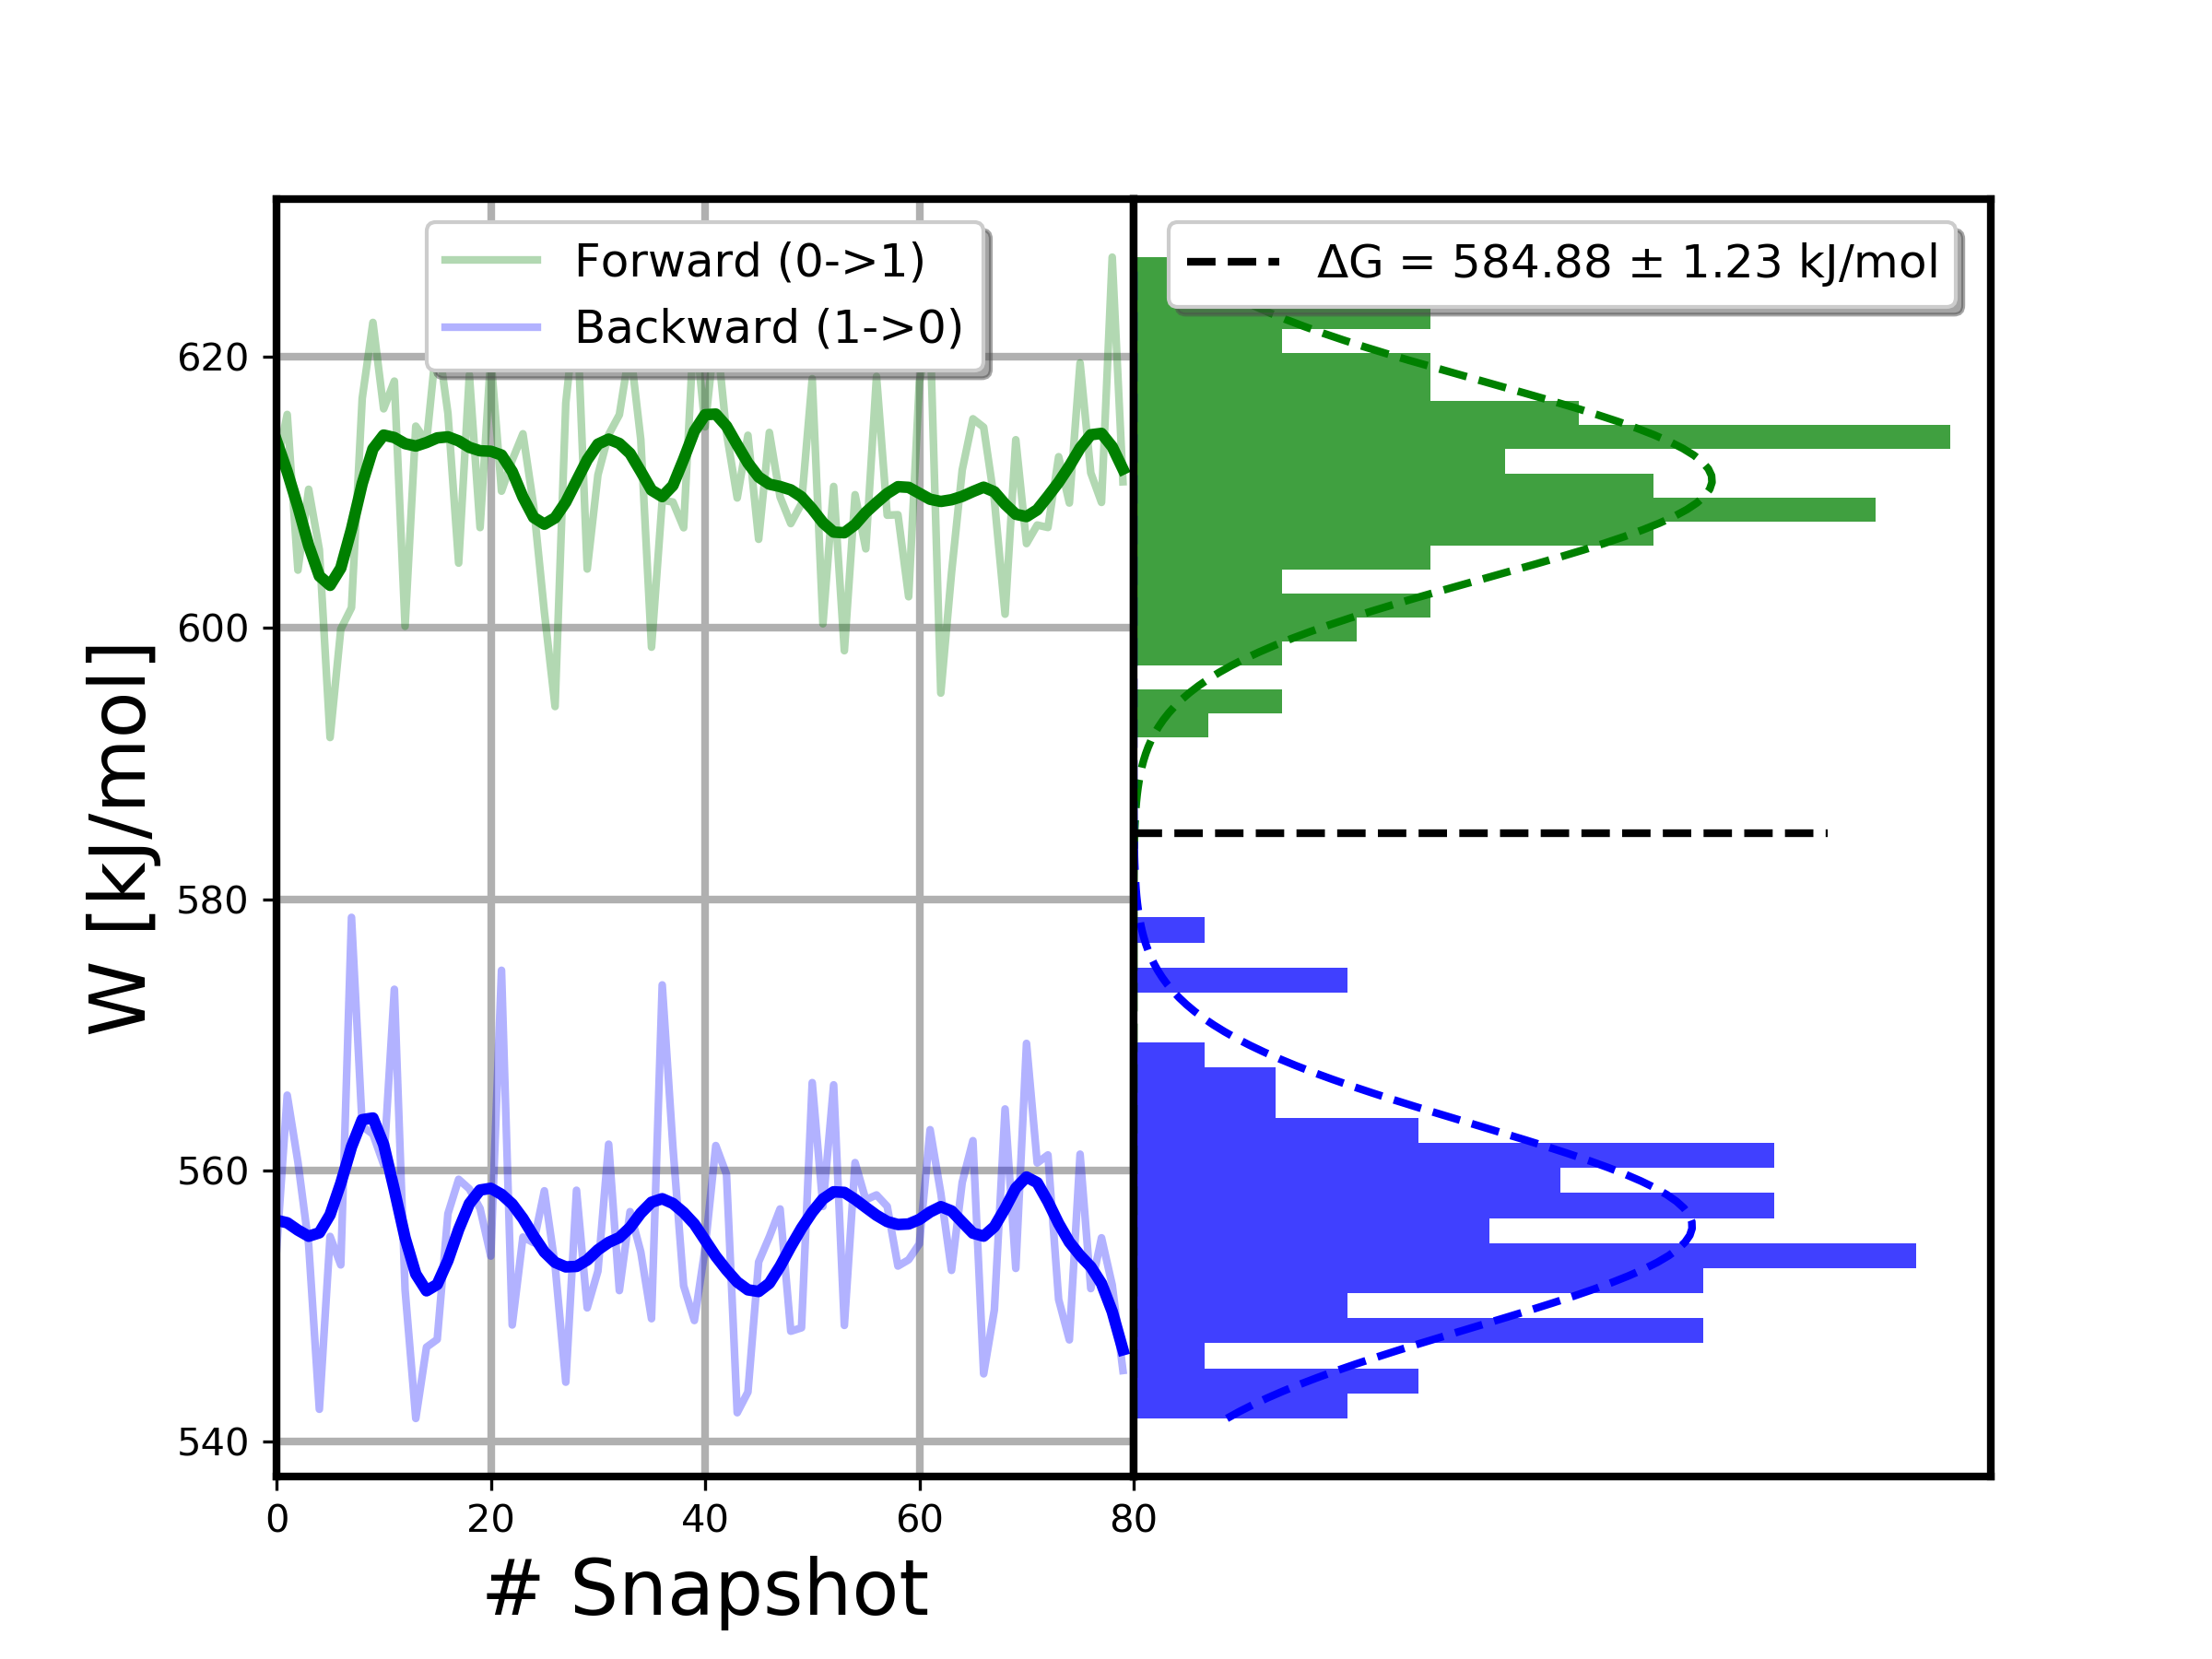 Forward (0->1)
Backward (1->0)
ΔG = 584.88 ± 1.23 kJ/mol
W [kJ/mol]
620
600
580
560
540
0 20 40 60 80
# Snapshot